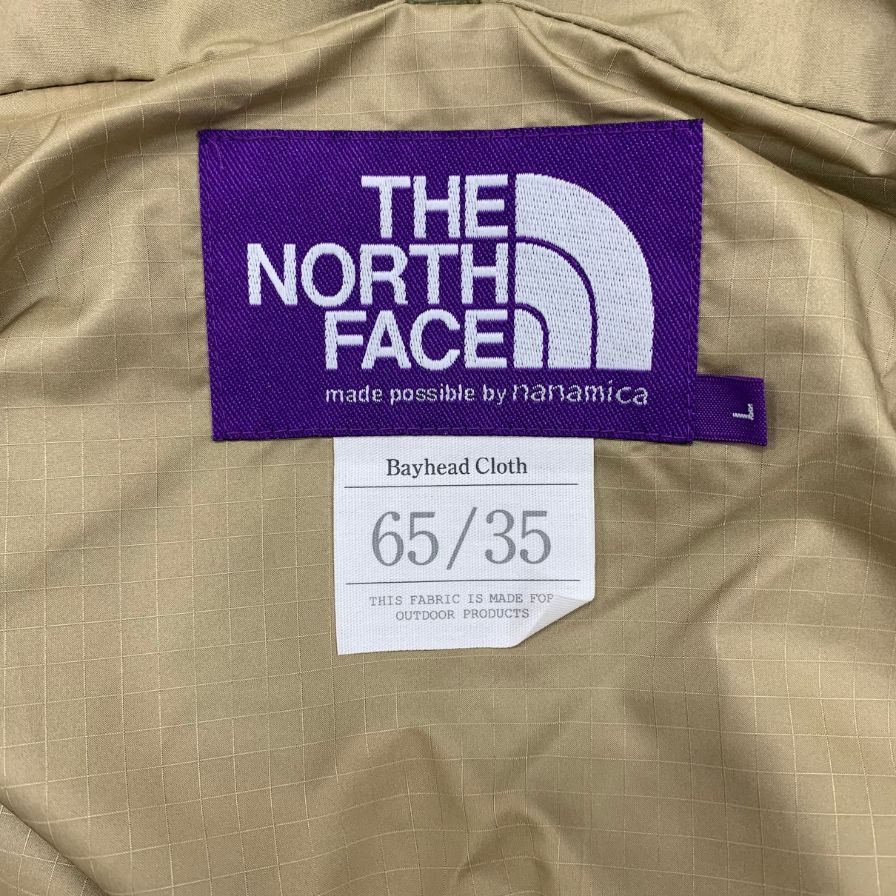 THE
NORTH
FACE
made possible by nanamica
L
Bayhead Cloth
65/35
THIS FABRIC IS MADE FOR
OUTDOOR PRODUCTS